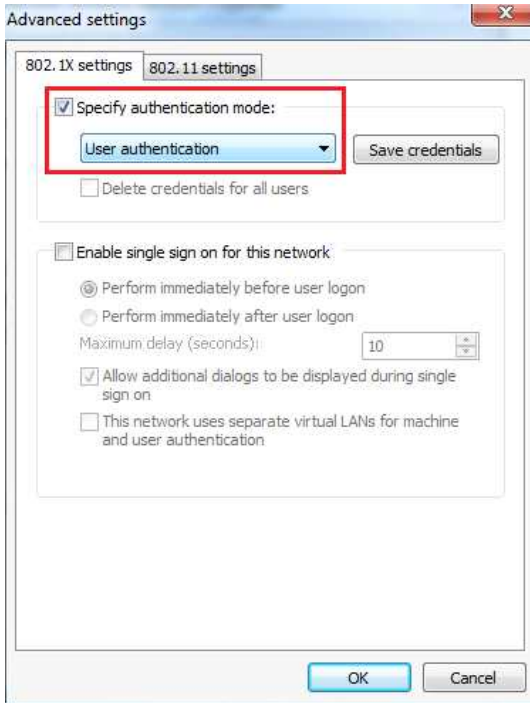 Advanced settings
802.1X settings
802.11 settings
Specify authentication mode:
User authentication
Save credentials
Delete credentials for all users
Enable single sign on for this network
Perform immediately before user logon
Perform immediately after user logon
Maximum delay (seconds):
10
Allow additional dialogs to be displayed during single
sign on
This network uses separate virtual LANs for machine
and user authentication
OK
Cancel